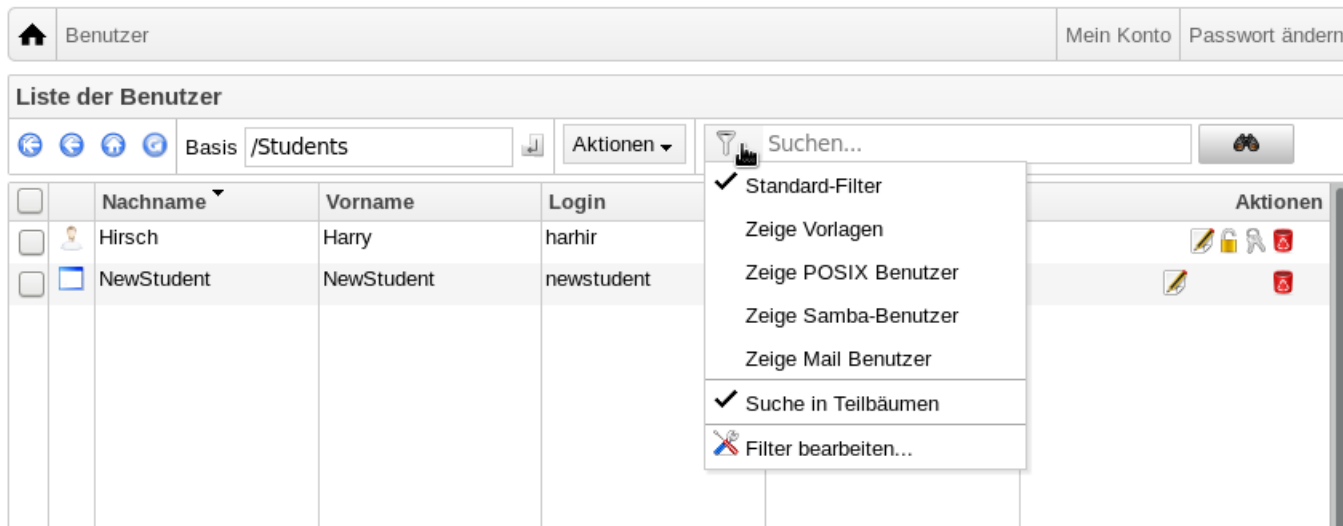 Benutzer Mein Konto Passwort ändern
Liste der Benutzer
Basis /Students Aktionen Suchen...
Nachname Vorname Login Aktionen
Hirsch Harry harhir
NewStudent NewStudent newstudent
Standard-Filter
Zeige Vorlagen
Zeige POSIX Benutzer
Zeige Samba-Benutzer
Zeige Mail Benutzer
Suche in Teilbäumen
Filter bearbeiten...